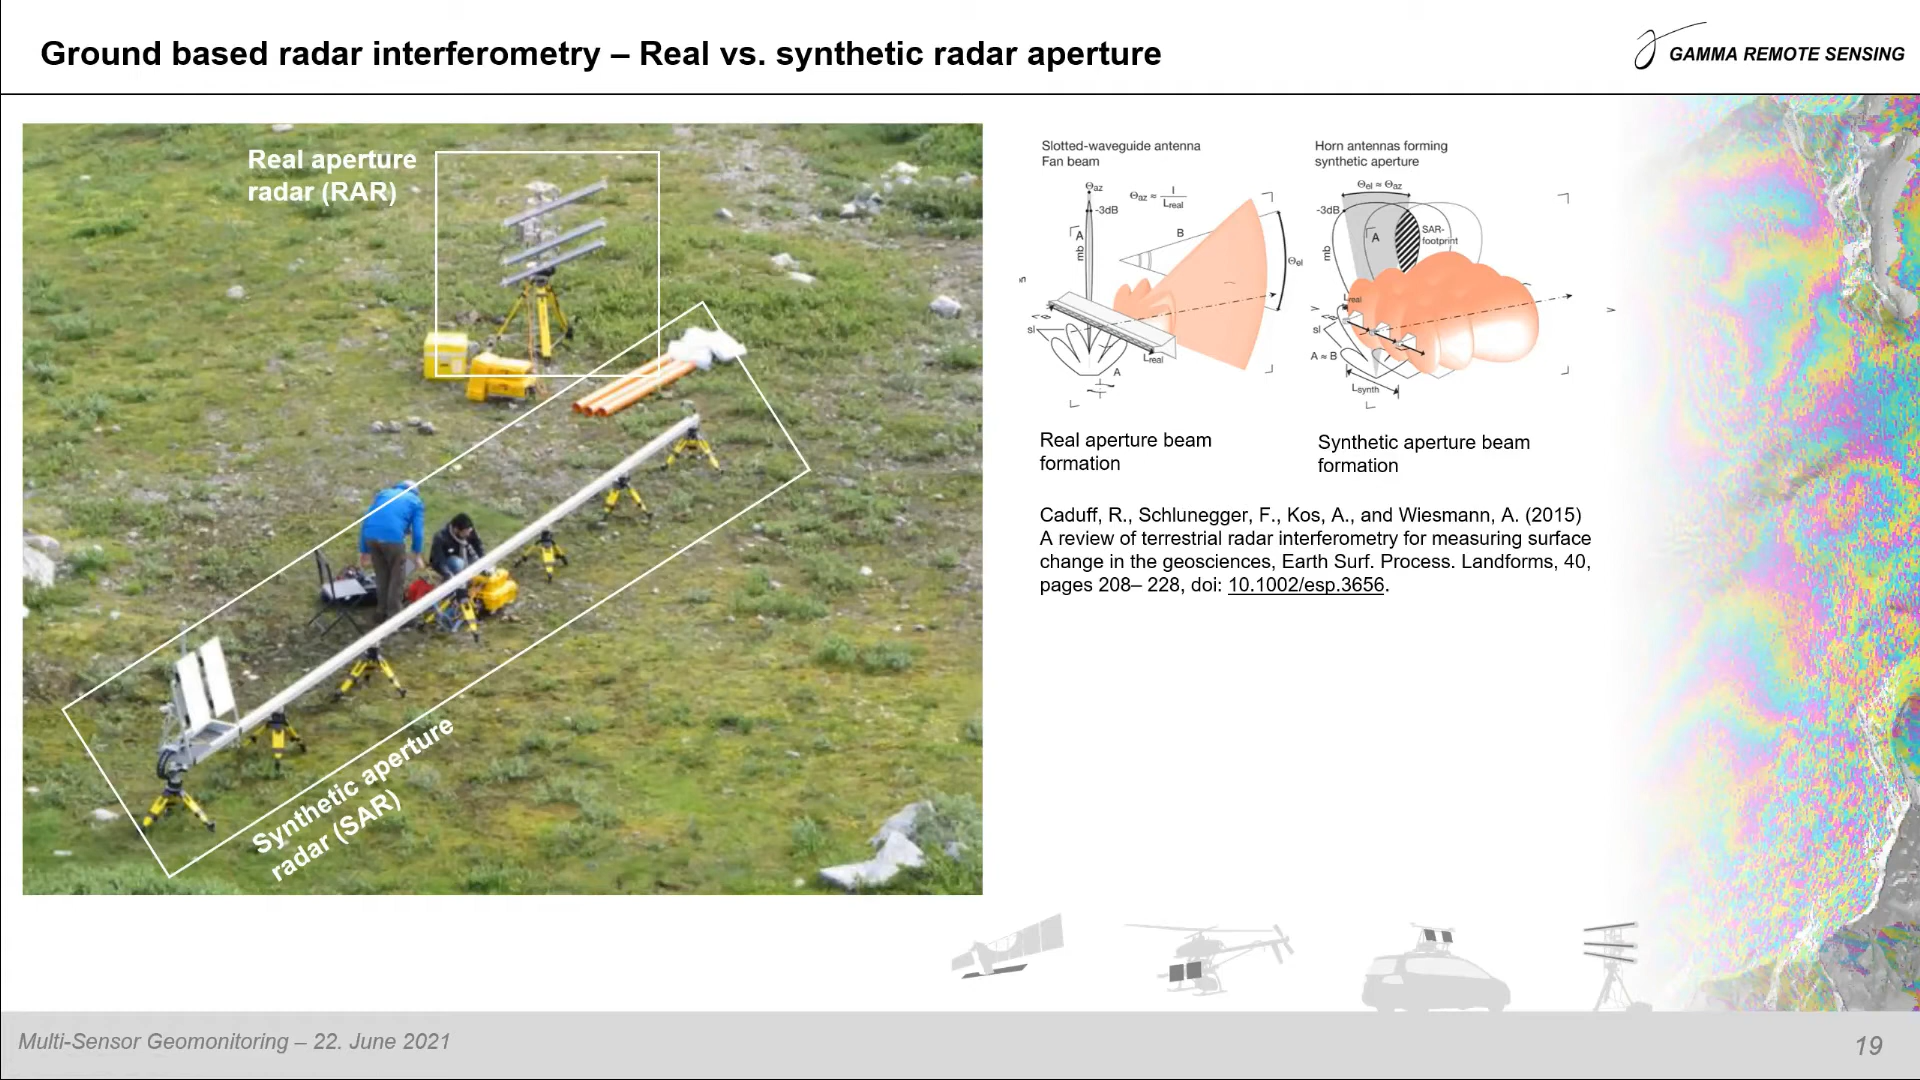 Ground based radar interferometry – Real vs. synthetic radar aperture
GAMMA REMOTE SENSING
Real aperture
radar (RAR)
Synthetic aperture
radar (SAR)
Slotted-waveguide antenna
Fan beam
Θaz
-3dB
Θaz ≈ 1
Lreal
A
mb
B
Θel
sl
Lreal
A
Horn antennas forming
synthetic aperture
Θel ≈ Θaz
-3dB
A
SAR-
footprint
mb
Lreal
sl
A ≈ B
Lsynth
Real aperture beam
formation
Synthetic aperture beam
formation
Caduff, R., Schlunegger, F., Kos, A., and Wiesmann, A. (2015)
A review of terrestrial radar interferometry for measuring surface
change in the geosciences, Earth Surf. Process. Landforms, 40,
pages 208– 228, doi: 10.1002/esp.3656.
Multi-Sensor Geomonitoring – 22. June 2021
19